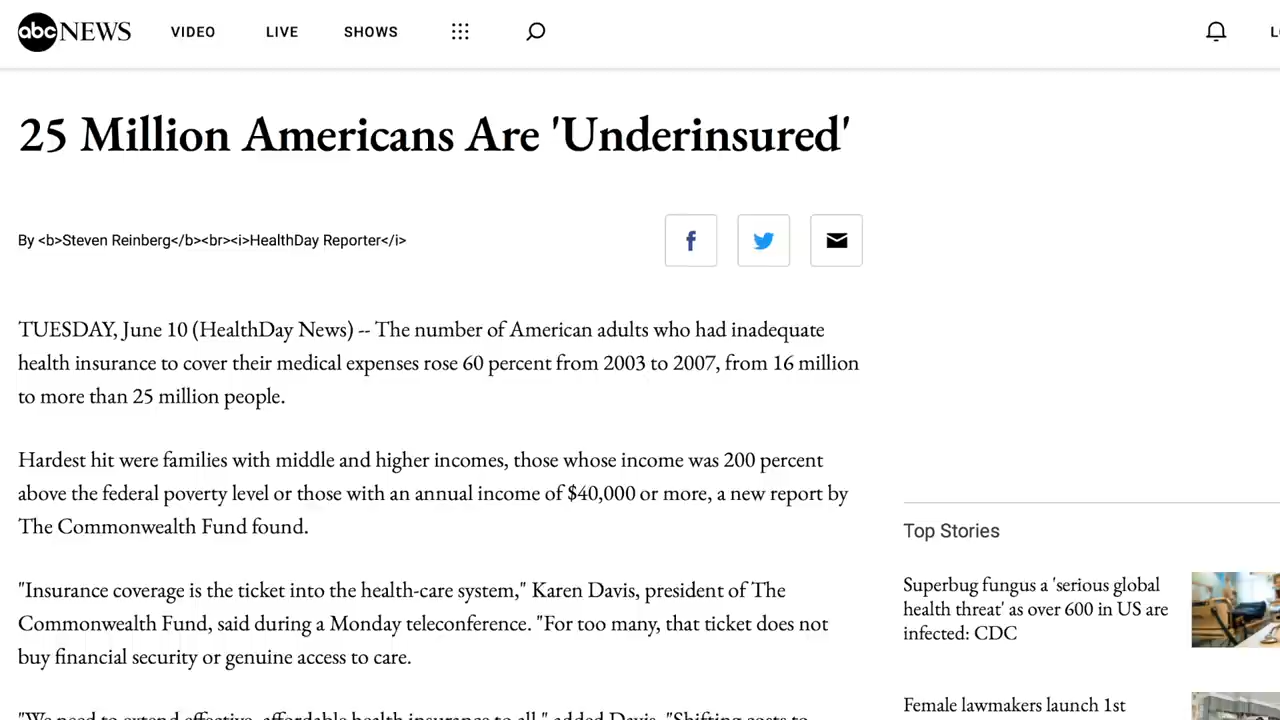 abc NEWS VIDEO LIVE SHOWS
25 Million Americans Are 'Underinsured'
By <b>Steven Reinberg</b><br><i>HealthDay Reporter</i>
TUESDAY, June 10 (HealthDay News) -- The number of American adults who had inadequate
health insurance to cover their medical expenses rose 60 percent from 2003 to 2007, from 16 million
to more than 25 million people.
Hardest hit were families with middle and higher incomes, those whose income was 200 percent
above the federal poverty level or those with an annual income of $40,000 or more, a new report by
The Commonwealth Fund found.
"Insurance coverage is the ticket into the health-care system," Karen Davis, president of The
Commonwealth Fund, said during a Monday teleconference. "For too many, that ticket does not
buy financial security or genuine access to care.
"We need to extend effective, affordable health insurance to all," added Davis. "Shifting costs to
Top Stories
Superbug fungus a 'serious global
health threat' as over 600 in US are
infected: CDC
Female lawmakers launch 1st